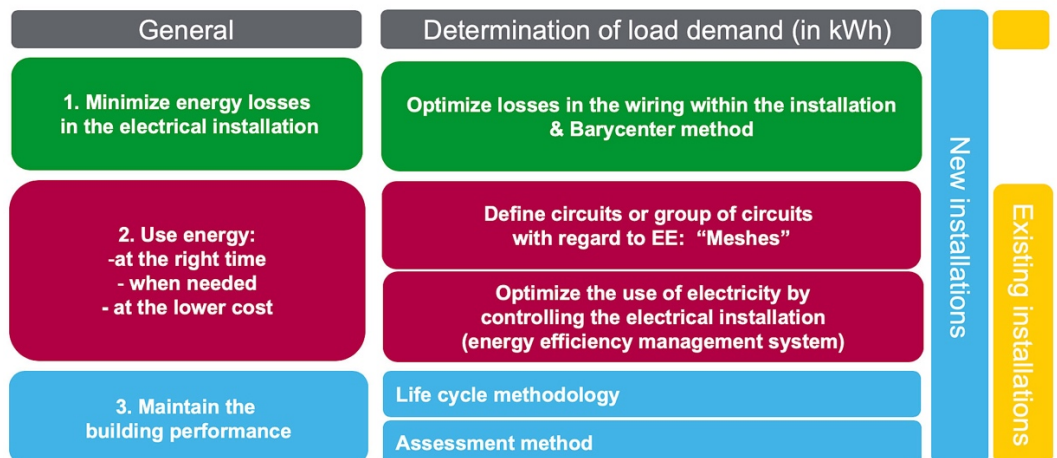 General
Determination of load demand (in kWh)
1. Minimize energy losses
in the electrical installation
Optimize losses in the wiring within the installation
& Barycenter method
2. Use energy:
-at the right time
- when needed
- at the lower cost
Define circuits or group of circuits
with regard to EE: “Meshes”
Optimize the use of electricity by
controlling the electrical installation
(energy efficiency management system)
3. Maintain the
building performance
Life cycle methodology
Assessment method
New installations
Existing installations